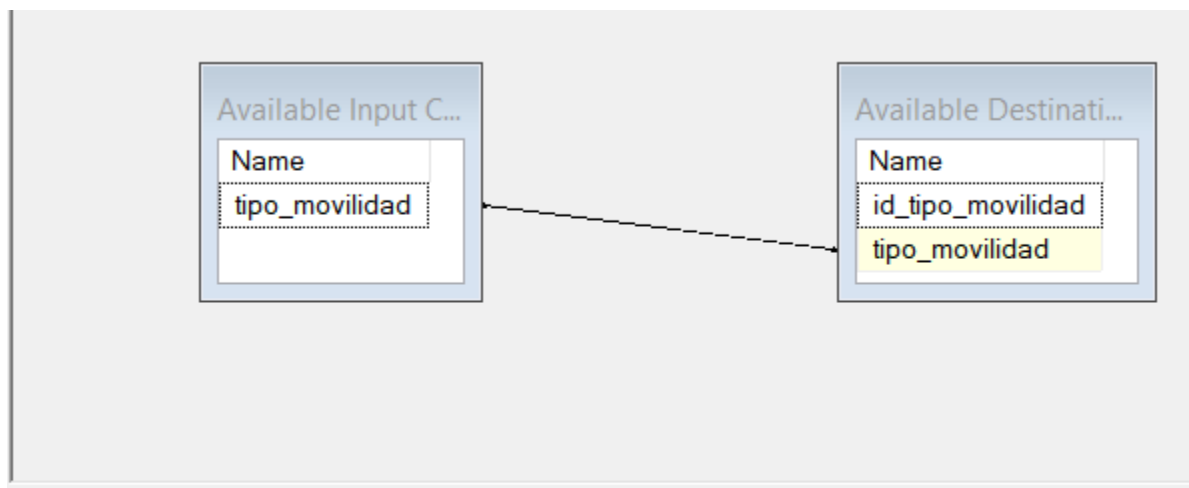 Available Input C...
Name
tipo_movilidad
Available Destinati...
Name
id_tipo_movilidad
tipo_movilidad